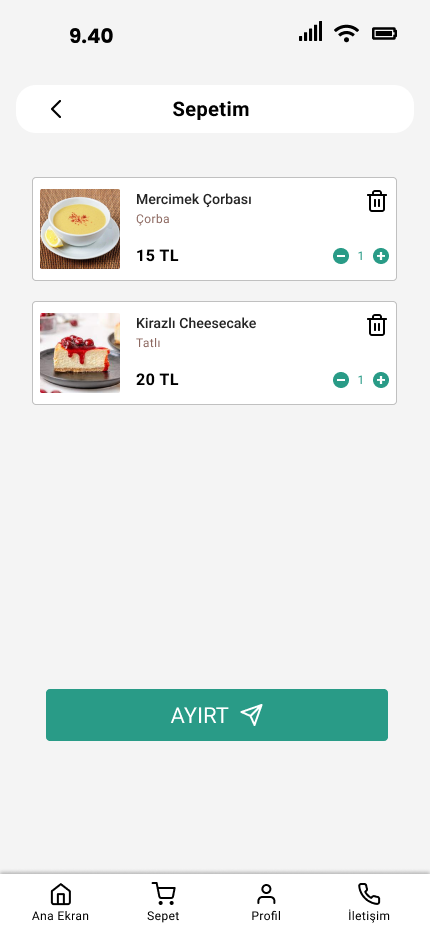 9.40
Sepetim
Mercimek Çorbası
Çorba
15 TL
1
Kirazlı Cheesecake
Tatlı
20 TL
1
AYIRT
Ana Ekran
Sepet
Profil
İletişim